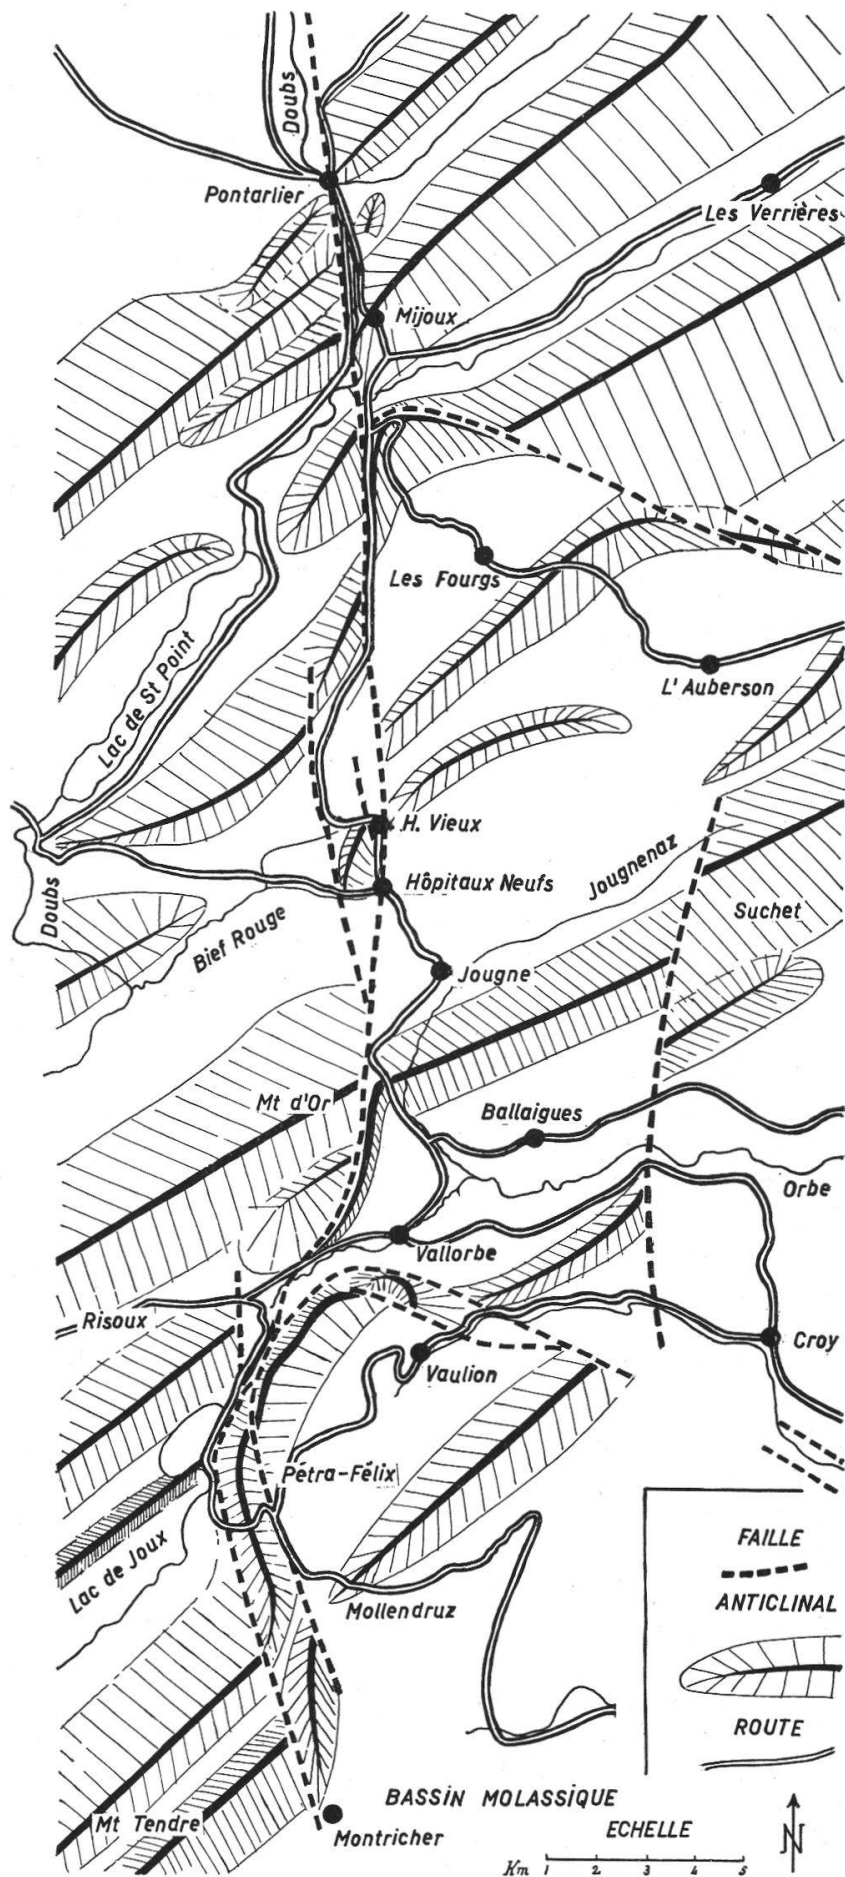 Doubs
Pontarlier
Les Verrières
Mijoux
Les Fourgs
Lac de St Point
L'Auberson
H. Vieux
Hôpitaux Neufs
Jougnenaz
Doubs
Bief Rouge
Suchet
Jougne
Mt d'Or
Ballaigues
Orbe
Vallorbe
Risoux
Croy
Vaulion
Pétra-Félix
Lac de Joux
Mollendruz
FAILLE
ANTICLINAL
ROUTE
BASSIN MOLASSIQUE
Mt Tendre
Montricher
ECHELLE
N
Km 1 2 3 4 5